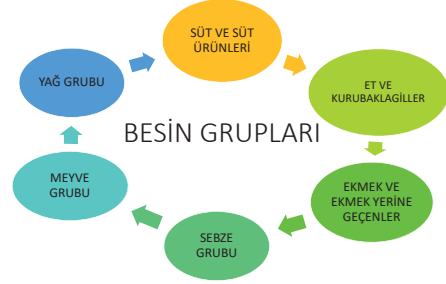 SÜT VE SÜT
ÜRÜNLERİ
ET VE
KURUBAKLAGİLLER
EKMEK VE
EKMEK YERİNE
GEÇENLER
SEBZE
GRUBU
MEYVE
GRUBU
YAĞ GRUBU
BESİN GRUPLARI